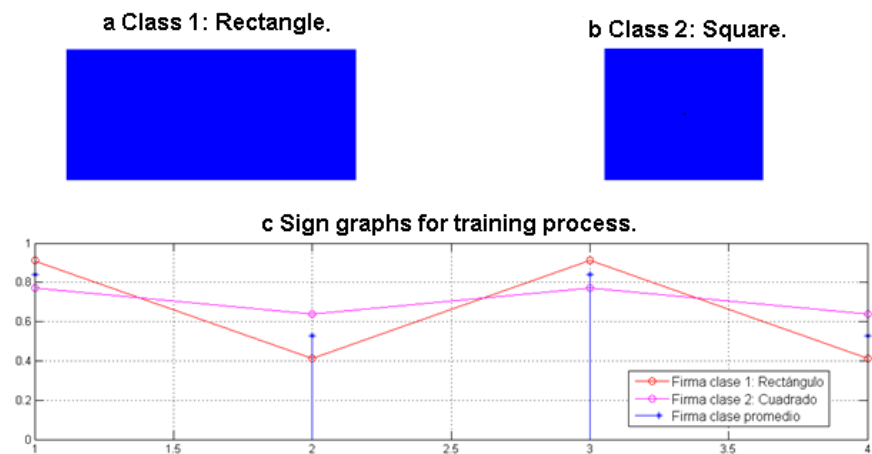 a Class 1: Rectangle.
b Class 2: Square.
c Sign graphs for training process.
1
0.8
0.6
0.4
0.2
0
1 1.5 2 2.5 3 3.5 4
Firma clase 1: Rectángulo
Firma clase 2: Cuadrado
Firma clase promedio